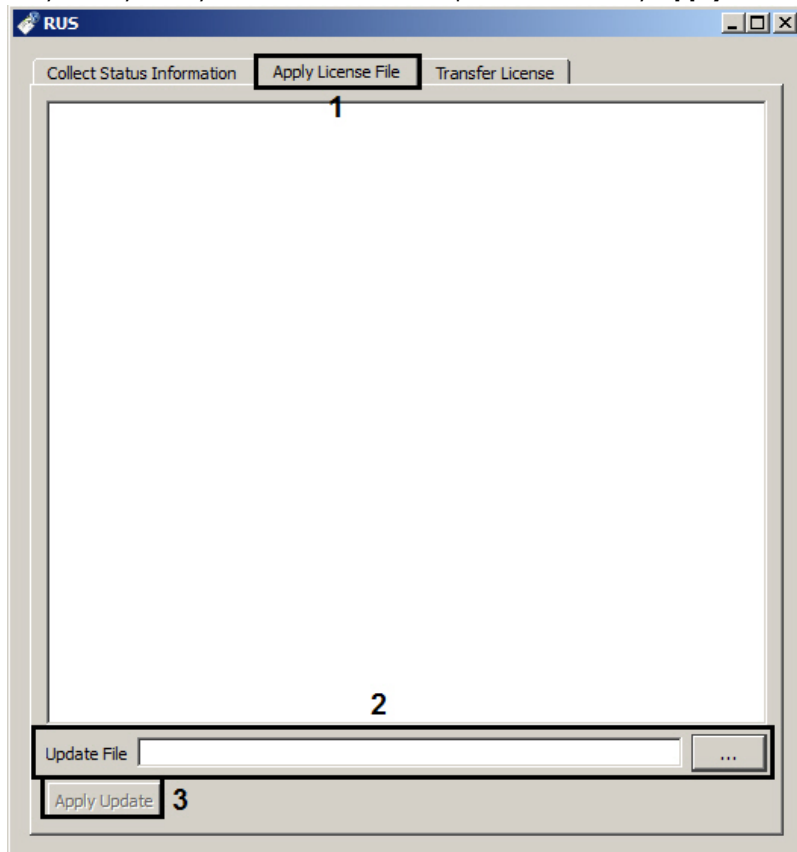 RUS
Collect Status Information Apply License File Transfer License
1
2
Update File ...
Apply Update 3